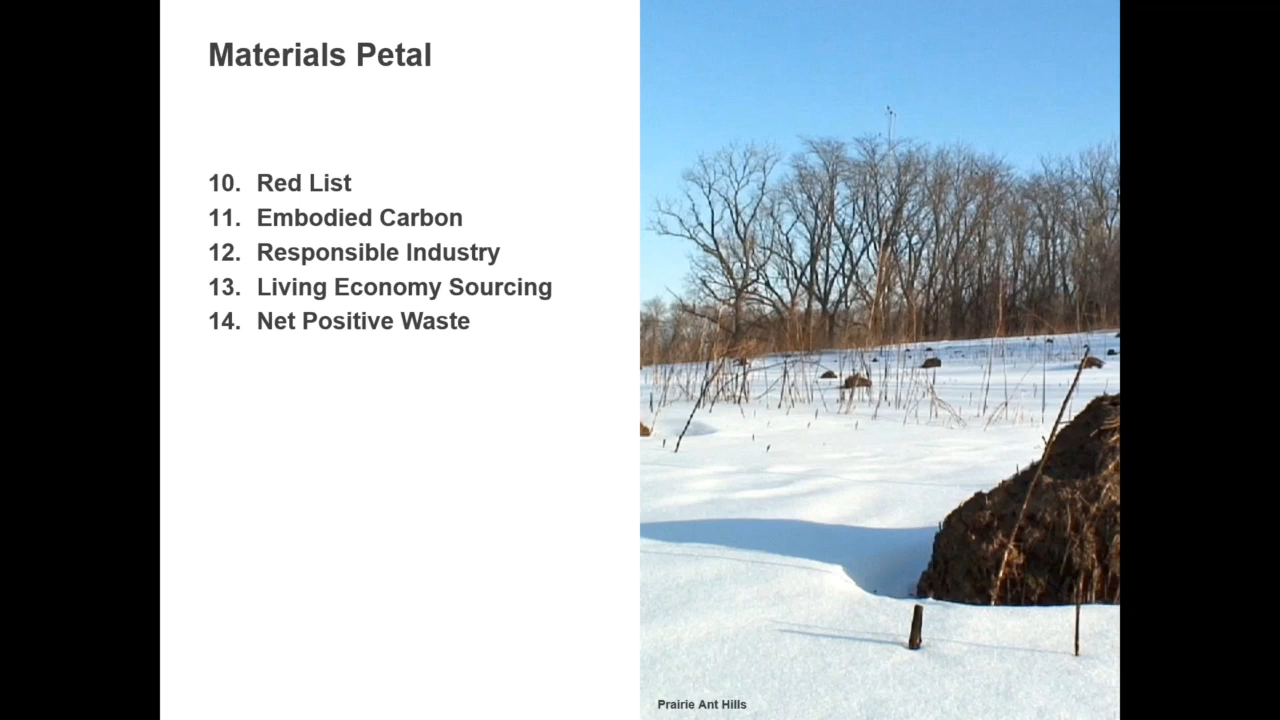 Materials Petal
10. Red List
11. Embodied Carbon
12. Responsible Industry
13. Living Economy Sourcing
14. Net Positive Waste
Prairie Ant Hills